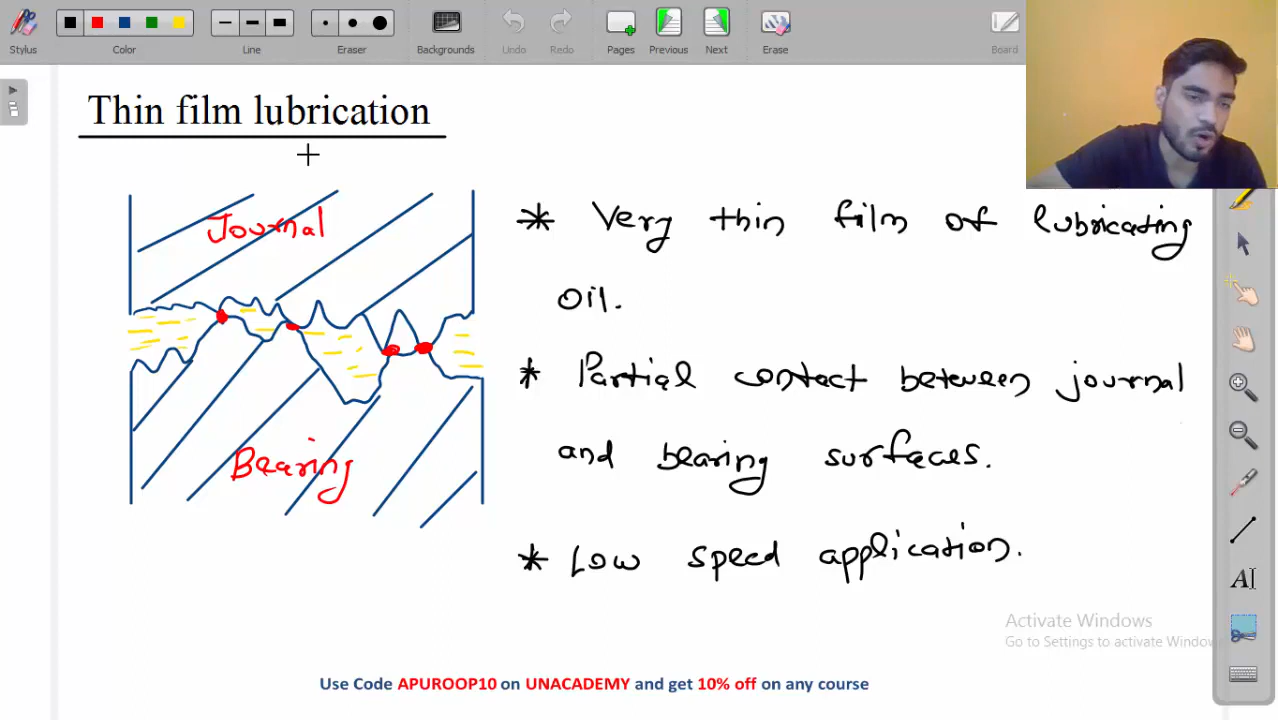 Stylus
Color
Line
Eraser
Backgrounds
Undo
Redo
Pages
Previous
Next
Erase
Board
Thin film lubrication
Journal
Bearing
* Very thin film of lubricating
oil.
* Partial contact between journal
and bearing surfaces.
* Low speed application.
A
Activate Windows
Go to Settings to activate Windows
Use Code APUROOP10 on UNACADEMY and get 10% off on any course